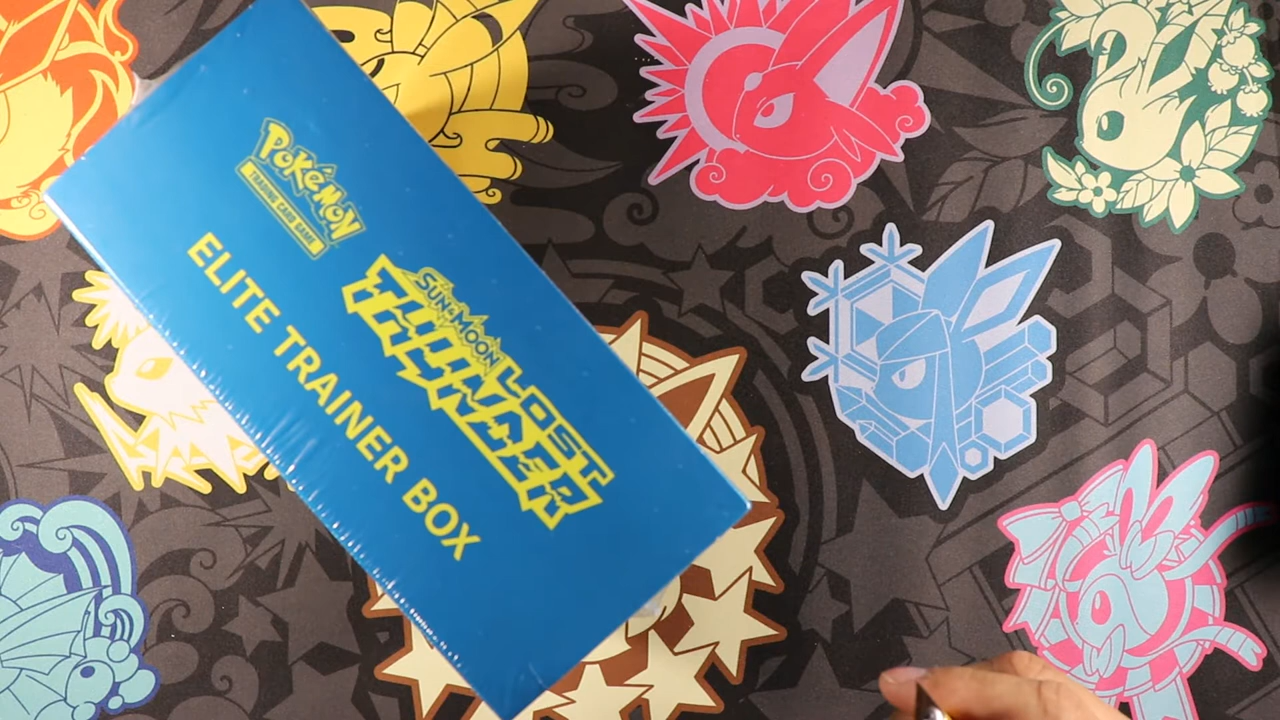 Pokémon
TRADING CARD GAME
SUN & MOON
LOST
THUNDER
ELITE TRAINER BOX